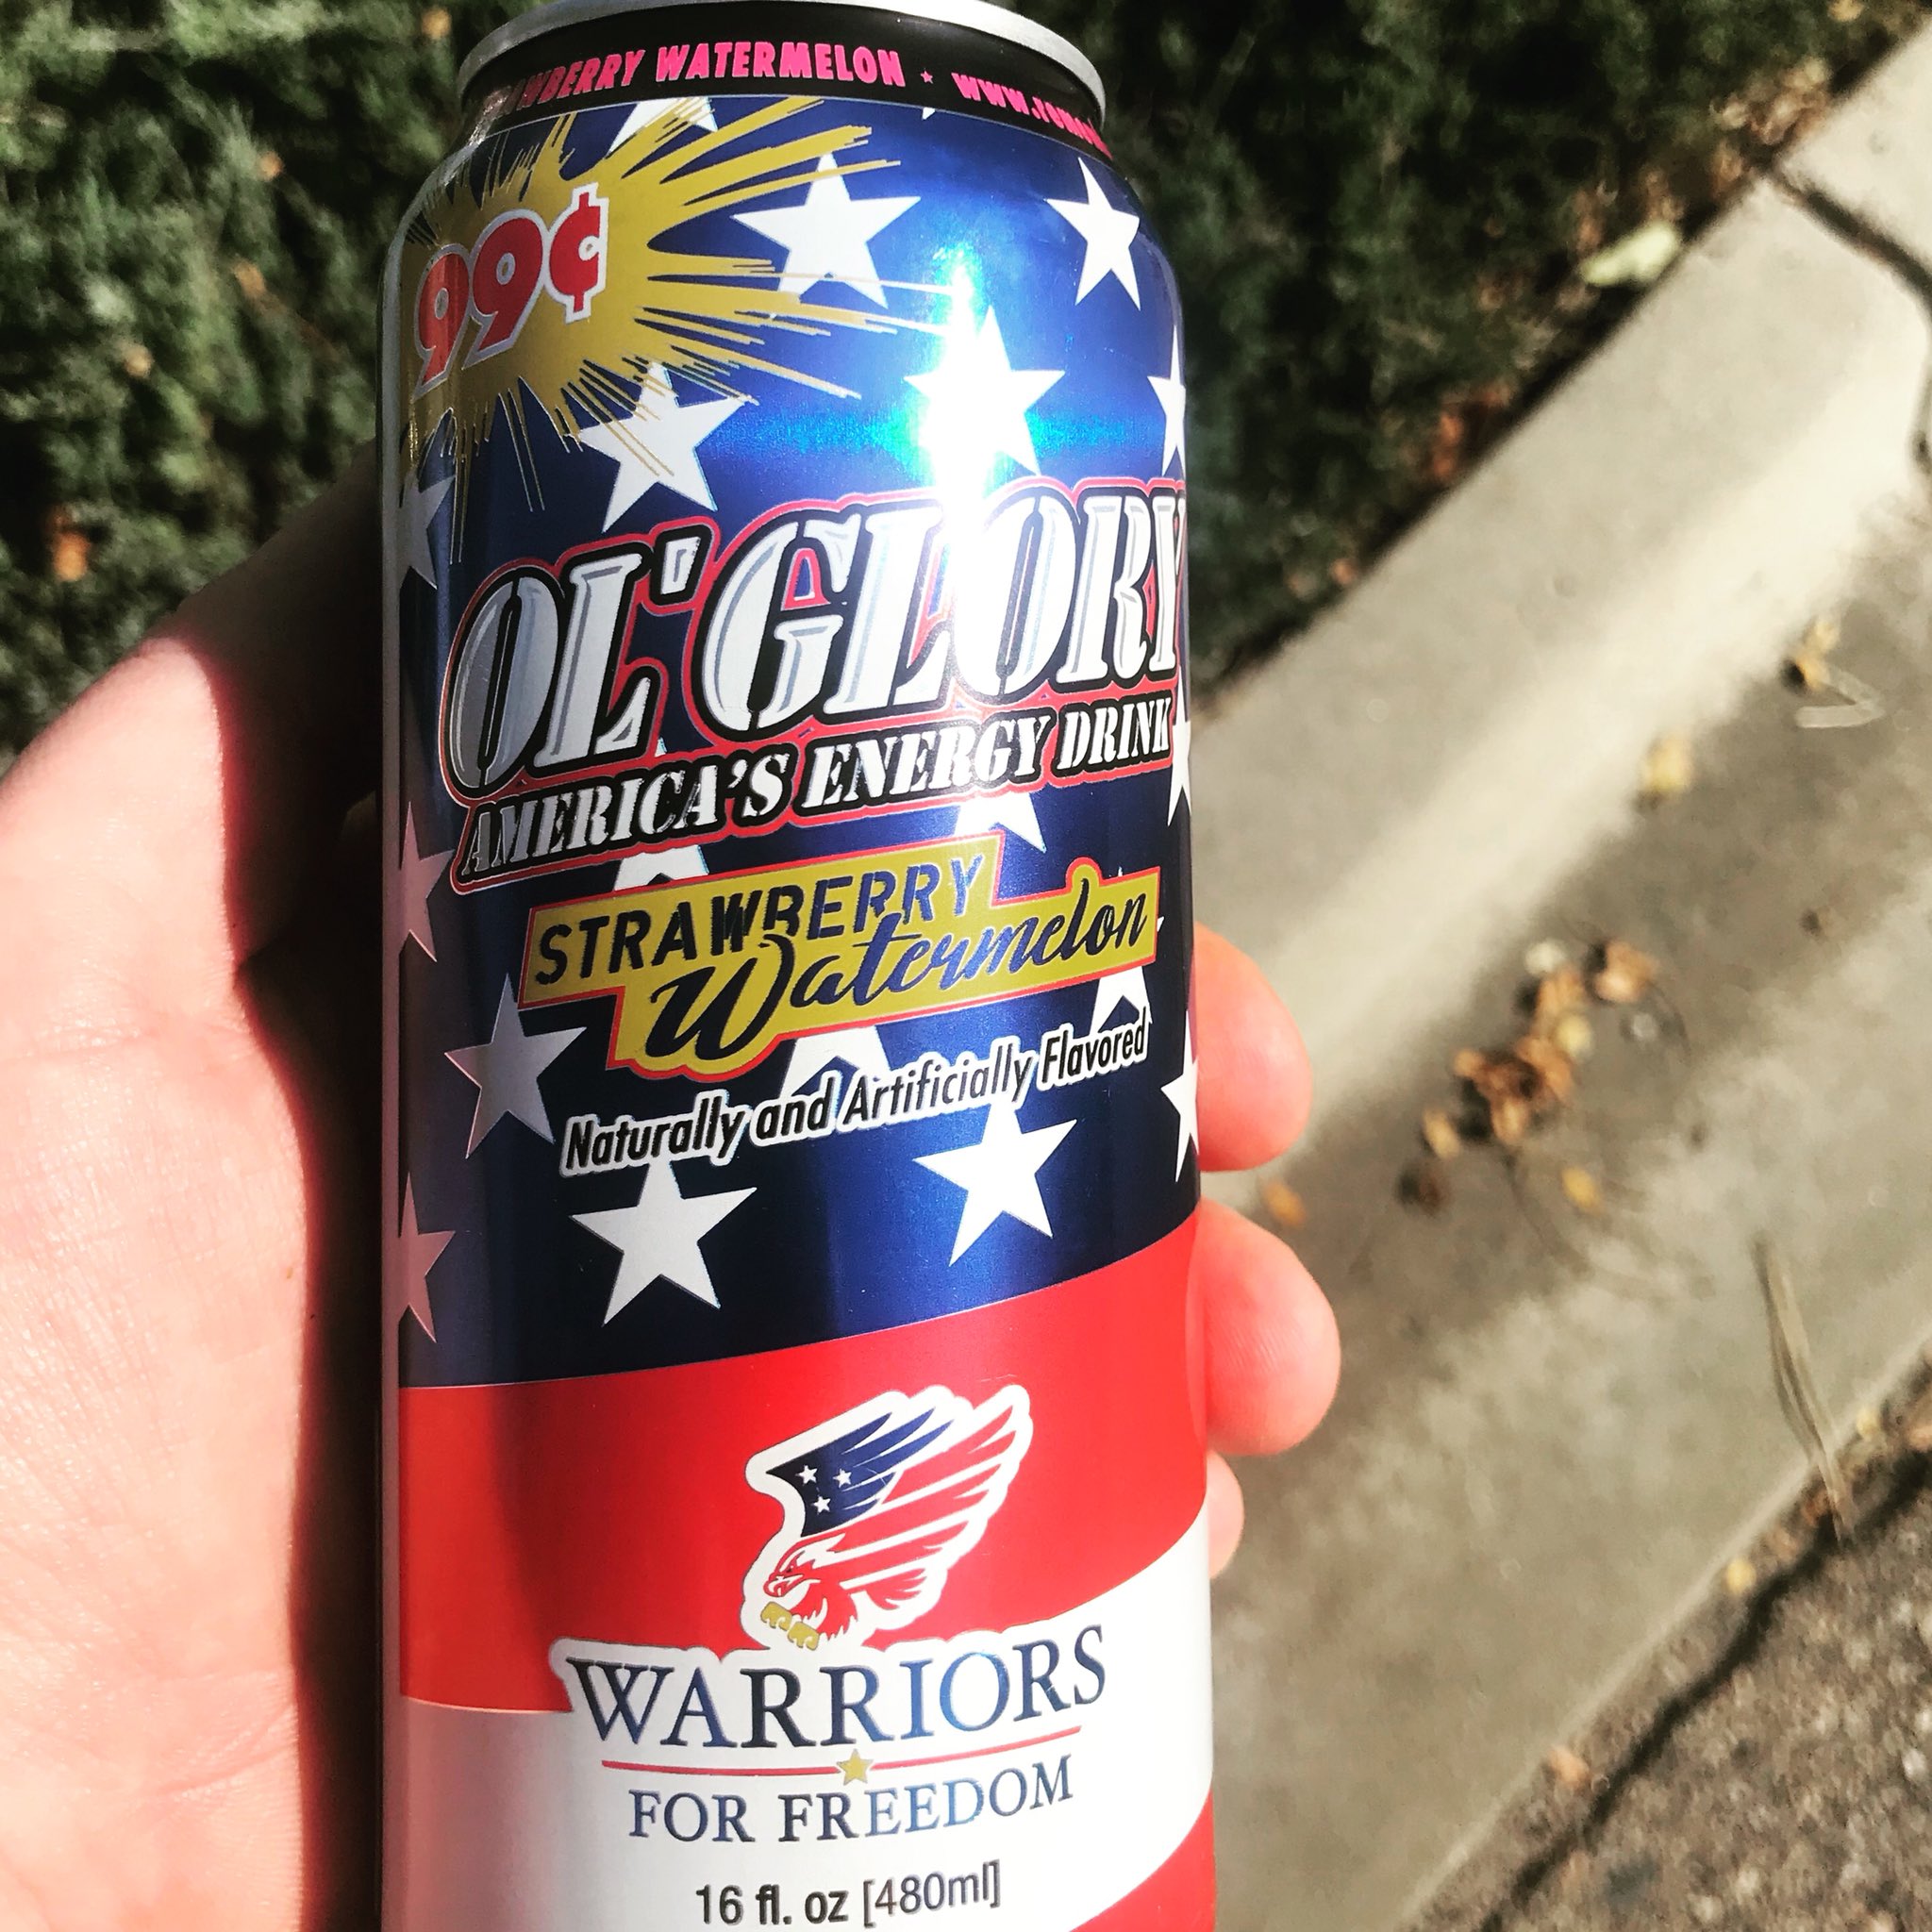 STRAWBERRY WATERMELON
99¢
OL' GLORY
AMERICA'S ENERGY DRINK
STRAWBERRY
Watermelon
Naturally and Artificially Flavored
WARRIORS
FOR FREEDOM
16 fl. oz [480ml]